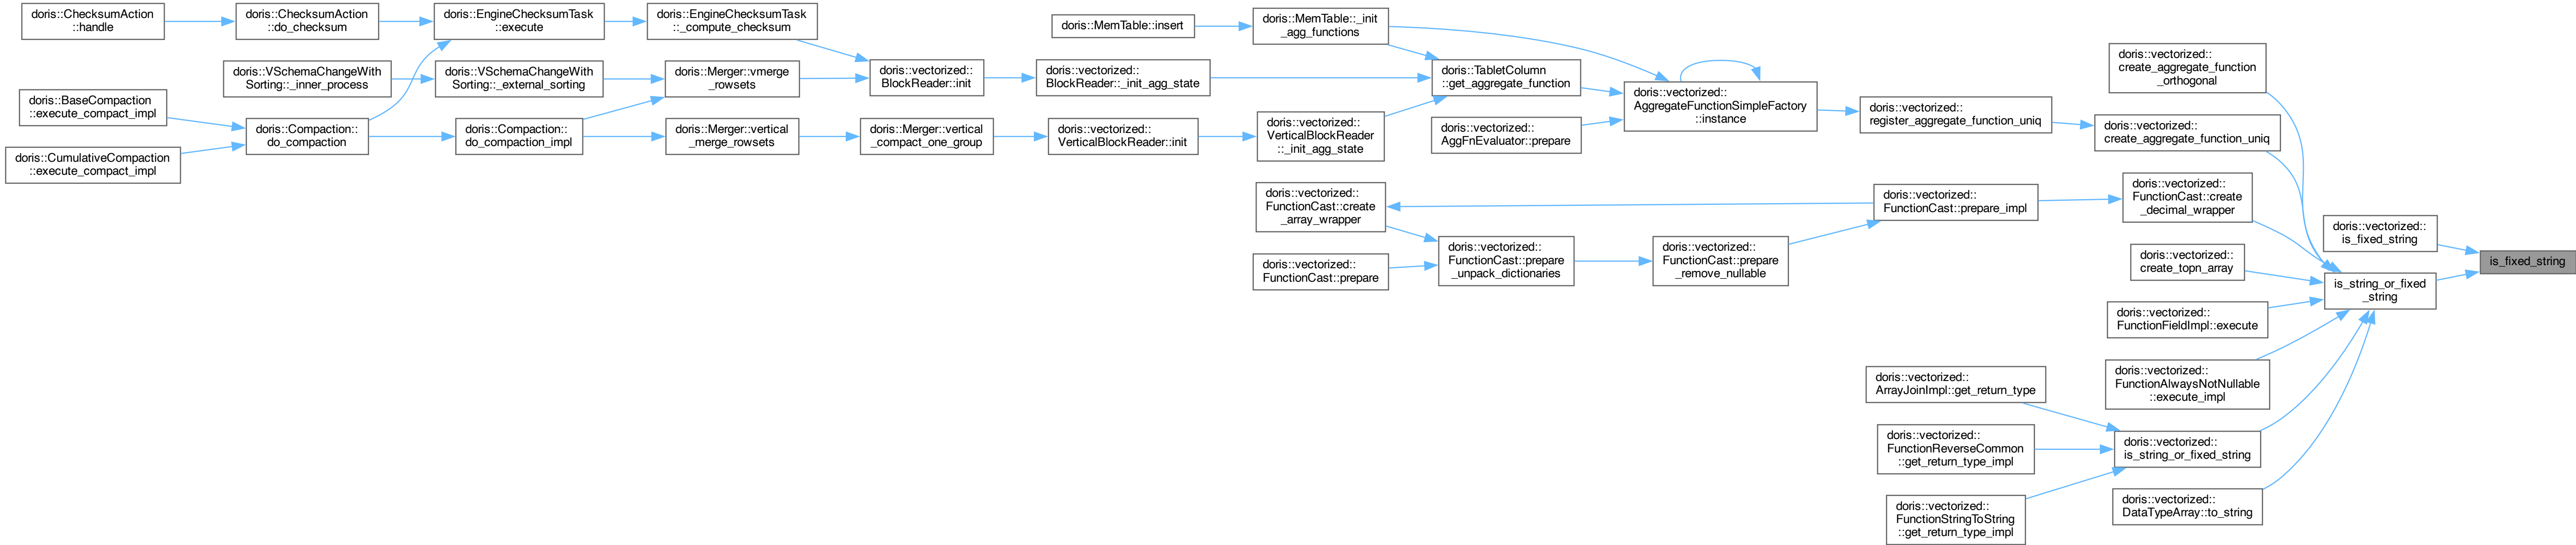 doris::ChecksumAction
::handle
doris::ChecksumAction
::do_checksum
doris::EngineChecksumTask
::execute
doris::EngineChecksumTask
::_compute_checksum
doris::MemTable::insert
doris::MemTable::_init
_agg_functions
doris::VSchemaChangeWith
Sorting::_inner_process
doris::VSchemaChangeWith
Sorting::_external_sorting
doris::Merger::vmerge
_rowsets
doris::vectorized::
BlockReader::init
doris::vectorized::
BlockReader::_init_agg_state
doris::TabletColumn
::get_aggregate_function
doris::vectorized::
AggregateFunctionSimpleFactory
::instance
doris::vectorized::
register_aggregate_function_uniq
doris::vectorized::
create_aggregate_function
_orthogonal
doris::vectorized::
create_aggregate_function_uniq
doris::BaseCompaction
::execute_compact_impl
doris::CumulativeCompaction
::execute_compact_impl
doris::Compaction::
do_compaction
doris::Compaction::
do_compaction_impl
doris::Merger::vertical
_merge_rowsets
doris::Merger::vertical
_compact_one_group
doris::vectorized::
VerticalBlockReader::init
doris::vectorized::
VerticalBlockReader
::_init_agg_state
doris::vectorized::
AggFnEvaluator::prepare
doris::vectorized::
FunctionCast::create
_array_wrapper
doris::vectorized::
FunctionCast::prepare
doris::vectorized::
FunctionCast::prepare
_unpack_dictionaries
doris::vectorized::
FunctionCast::prepare
_remove_nullable
doris::vectorized::
FunctionCast::prepare_impl
doris::vectorized::
FunctionCast::create
_decimal_wrapper
doris::vectorized::
is_fixed_string
doris::vectorized::
create_topn_array
is_fixed_string
is_string_or_fixed
_string
doris::vectorized::
FunctionFieldImpl::execute
doris::vectorized::
FunctionAlwaysNotNullable
::execute_impl
doris::vectorized::
ArrayJoinImpl::get_return_type
doris::vectorized::
FunctionReverseCommon
::get_return_type_impl
doris::vectorized::
is_string_or_fixed_string
doris::vectorized::
FunctionStringToString
::get_return_type_impl
doris::vectorized::
DataTypeArray::to_string